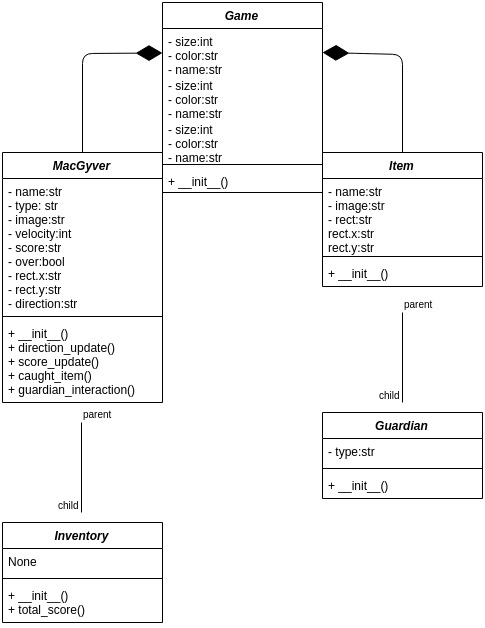 Game
- size:int
- color:str
- name:str
- size:int
- color:str
- name:str
- size:int
- color:str
- name:str
+ __init__()
MacGyver
- name:str
- type: str
- image:str
- velocity:int
- score:str
- over:bool
- rect.x:str
- rect.y:str
- direction:str
+ __init__()
+ direction_update()
+ score_update()
+ caught_item()
+ guardian_interaction()
Item
- name:str
- image:str
- rect:str
rect.x:str
rect.y:str
+ __init__()
parent
child
Guardian
- type:str
+ __init__()
parent
child
Inventory
None
+ __init__()
+ total_score()